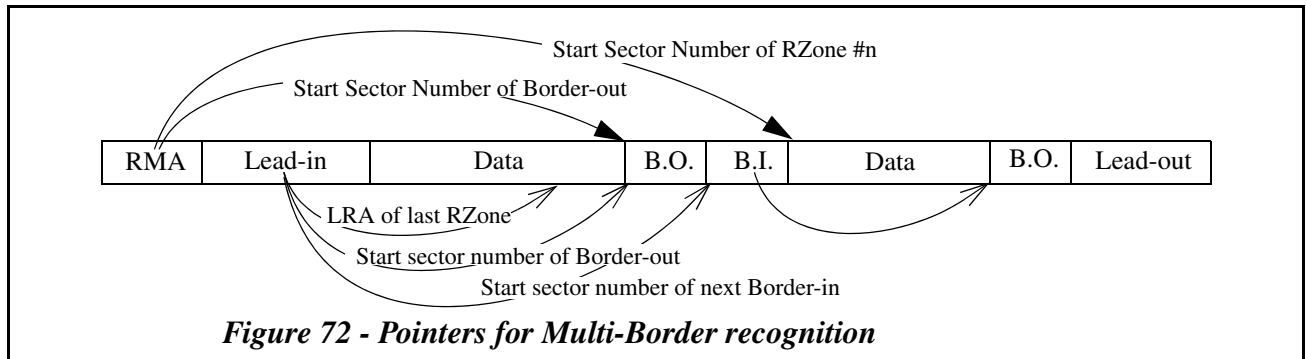 Start Sector Number of RZone #n
Start Sector Number of Border-out
RMA Lead-in Data B.O. B.I. Data B.O. Lead-out
LRA of last RZone
Start sector number of Border-out
Start sector number of next Border-in
Figure 72 - Pointers for Multi-Border recognition